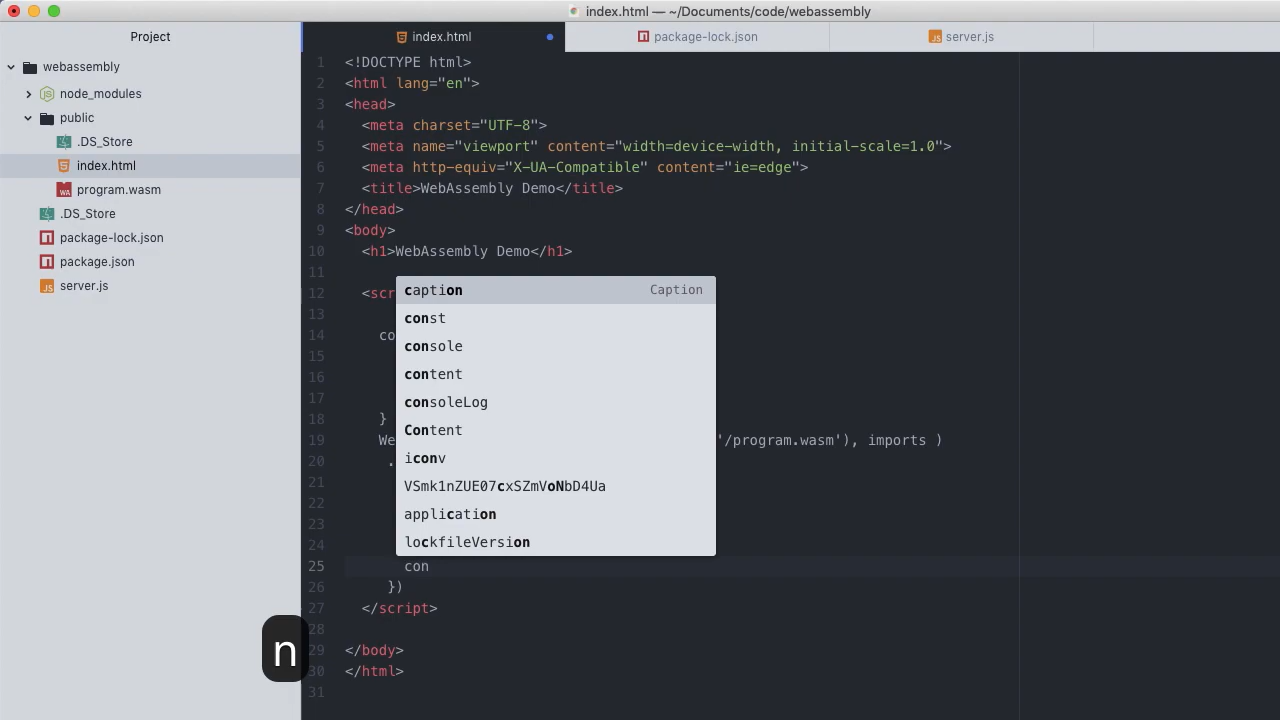 index.html — ~/Documents/code/webassembly
Project
index.html
package-lock.json
server.js
webassembly
node_modules
public
.DS_Store
index.html
program.wasm
.DS_Store
package-lock.json
package.json
server.js
1 <!DOCTYPE html>
2 <html lang="en">
3 <head>
4 <meta charset="UTF-8">
5 <meta name="viewport" content="width=device-width, initial-scale=1.0">
6 <meta http-equiv="X-UA-Compatible" content="ie=edge">
7 <title>WebAssembly Demo</title>
8 </head>
9 <body>
10 <h1>WebAssembly Demo</h1>
11
12 <scr
13
14 co
15
16
17
18 }
19 We '/program.wasm'), imports )
20 .
21
22
23
24
25 con
26 })
27 </script>
28
29 </body>
30 </html>
31
caption Caption
const
console
content
consoleLog
Content
iconv
VSmk1nZUE07cxSZmVoNbD4Ua
application
lockfileVersion
n